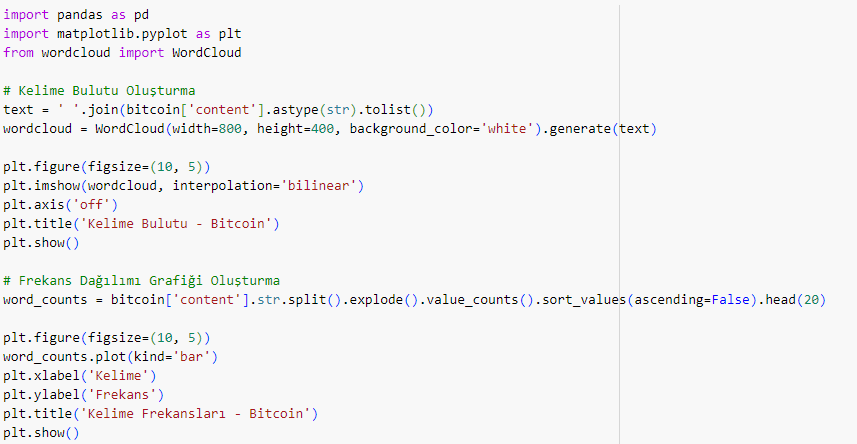 import pandas as pd
import matplotlib.pyplot as plt
from wordcloud import WordCloud
# Kelime Bulutu Oluşturma
text = ' '.join(bitcoin['content'].astype(str).tolist())
wordcloud = WordCloud(width=800, height=400, background_color='white').generate(text)
plt.figure(figsize=(10, 5))
plt.imshow(wordcloud, interpolation='bilinear')
plt.axis('off')
plt.title('Kelime Bulutu - Bitcoin')
plt.show()
# Frekans Dağılımı Grafiği Oluşturma
word_counts = bitcoin['content'].str.split().explode().value_counts().sort_values(ascending=False).head(20)
plt.figure(figsize=(10, 5))
word_counts.plot(kind='bar')
plt.xlabel('Kelime')
plt.ylabel('Frekans')
plt.title('Kelime Frekansları - Bitcoin')
plt.show()